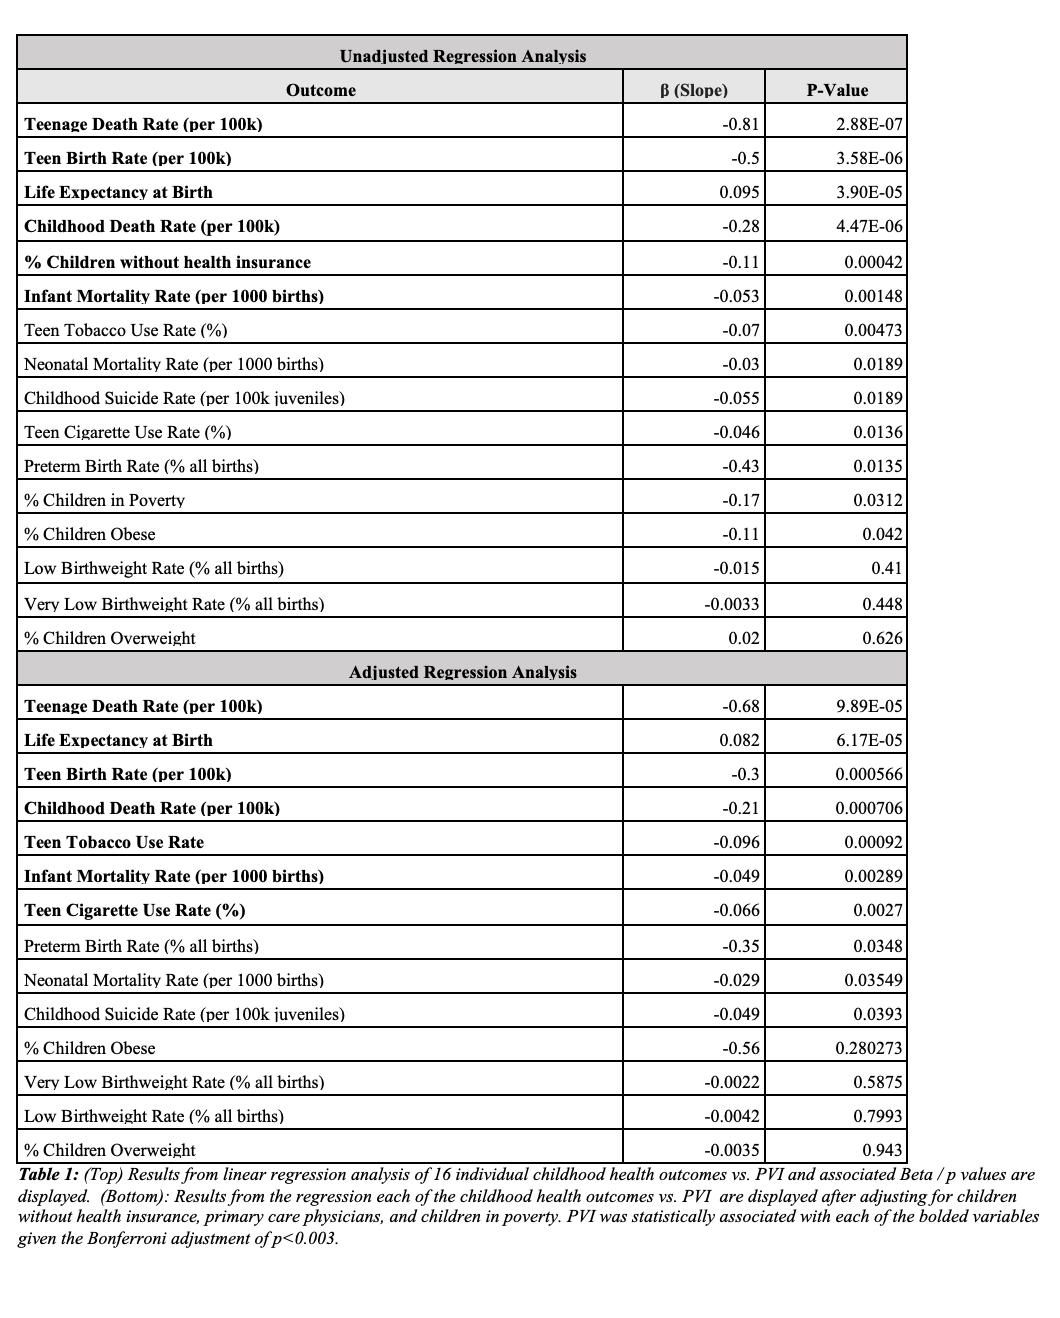 Unadjusted Regression Analysis
Outcome β (Slope) P-Value
Teenage Death Rate (per 100k) -0.81 2.88E-07
Teen Birth Rate (per 100k) -0.5 3.58E-06
Life Expectancy at Birth 0.095 3.90E-05
Childhood Death Rate (per 100k) -0.28 4.47E-06
% Children without health insurance -0.11 0.00042
Infant Mortality Rate (per 1000 births) -0.053 0.00148
Teen Tobacco Use Rate (%) -0.07 0.00473
Neonatal Mortality Rate (per 1000 births) -0.03 0.0189
Childhood Suicide Rate (per 100k juveniles) -0.055 0.0189
Teen Cigarette Use Rate (%) -0.046 0.0136
Preterm Birth Rate (% all births) -0.43 0.0135
% Children in Poverty -0.17 0.0312
% Children Obese -0.11 0.042
Low Birthweight Rate (% all births) -0.015 0.41
Very Low Birthweight Rate (% all births) -0.0033 0.448
% Children Overweight 0.02 0.626
Adjusted Regression Analysis
Teenage Death Rate (per 100k) -0.68 9.89E-05
Life Expectancy at Birth 0.082 6.17E-05
Teen Birth Rate (per 100k) -0.3 0.000566
Childhood Death Rate (per 100k) -0.21 0.000706
Teen Tobacco Use Rate -0.096 0.00092
Infant Mortality Rate (per 1000 births) -0.049 0.00289
Teen Cigarette Use Rate (%) -0.066 0.0027
Preterm Birth Rate (% all births) -0.35 0.0348
Neonatal Mortality Rate (per 1000 births) -0.029 0.03549
Childhood Suicide Rate (per 100k juveniles) -0.049 0.0393
% Children Obese -0.56 0.280273
Very Low Birthweight Rate (% all births) -0.0022 0.5875
Low Birthweight Rate (% all births) -0.0042 0.7993
% Children Overweight -0.0035 0.943
Table 1: (Top) Results from linear regression analysis of 16 individual childhood health outcomes vs. PVI and associated Beta / p values are
displayed. (Bottom): Results from the regression each of the childhood health outcomes vs. PVI are displayed after adjusting for children
without health insurance, primary care physicians, and children in poverty. PVI was statistically associated with each of the bolded variables
given the Bonferroni adjustment of p<0.003.